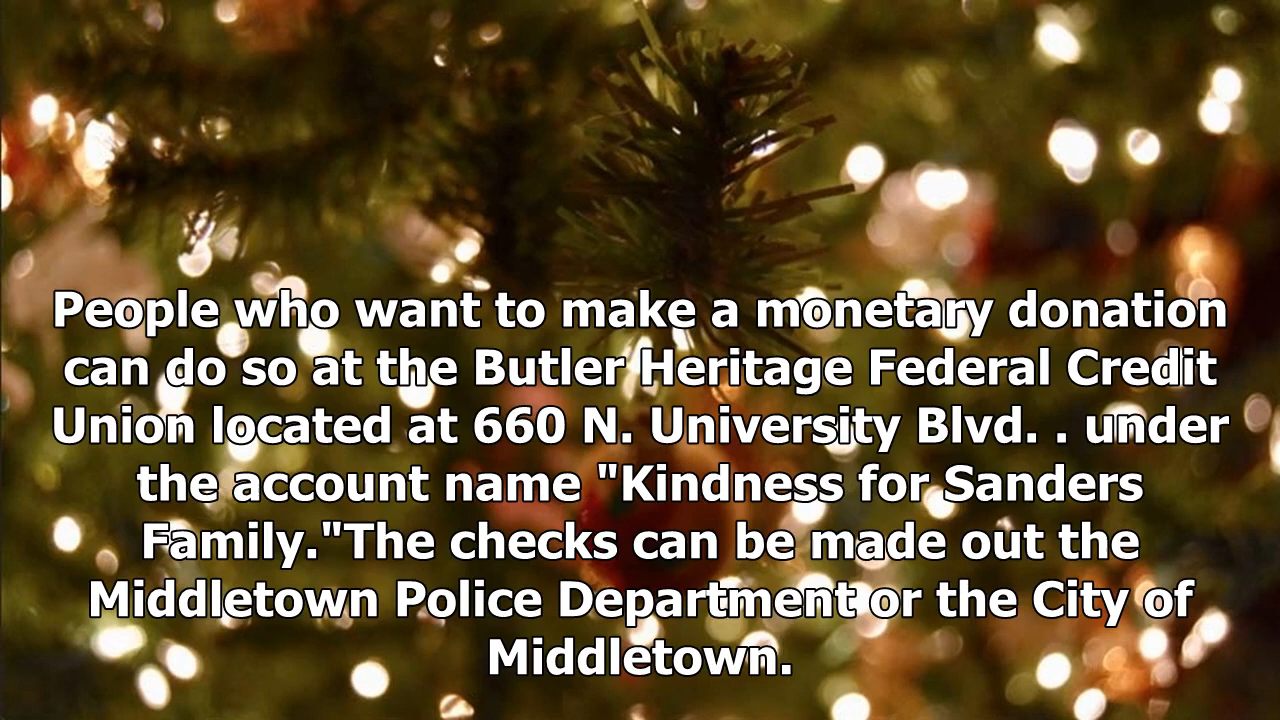 People who want to make a monetary donation
can do so at the Butler Heritage Federal Credit
Union located at 660 N. University Blvd. . under
the account name "Kindness for Sanders
Family."The checks can be made out the
Middletown Police Department or the City of
Middletown.